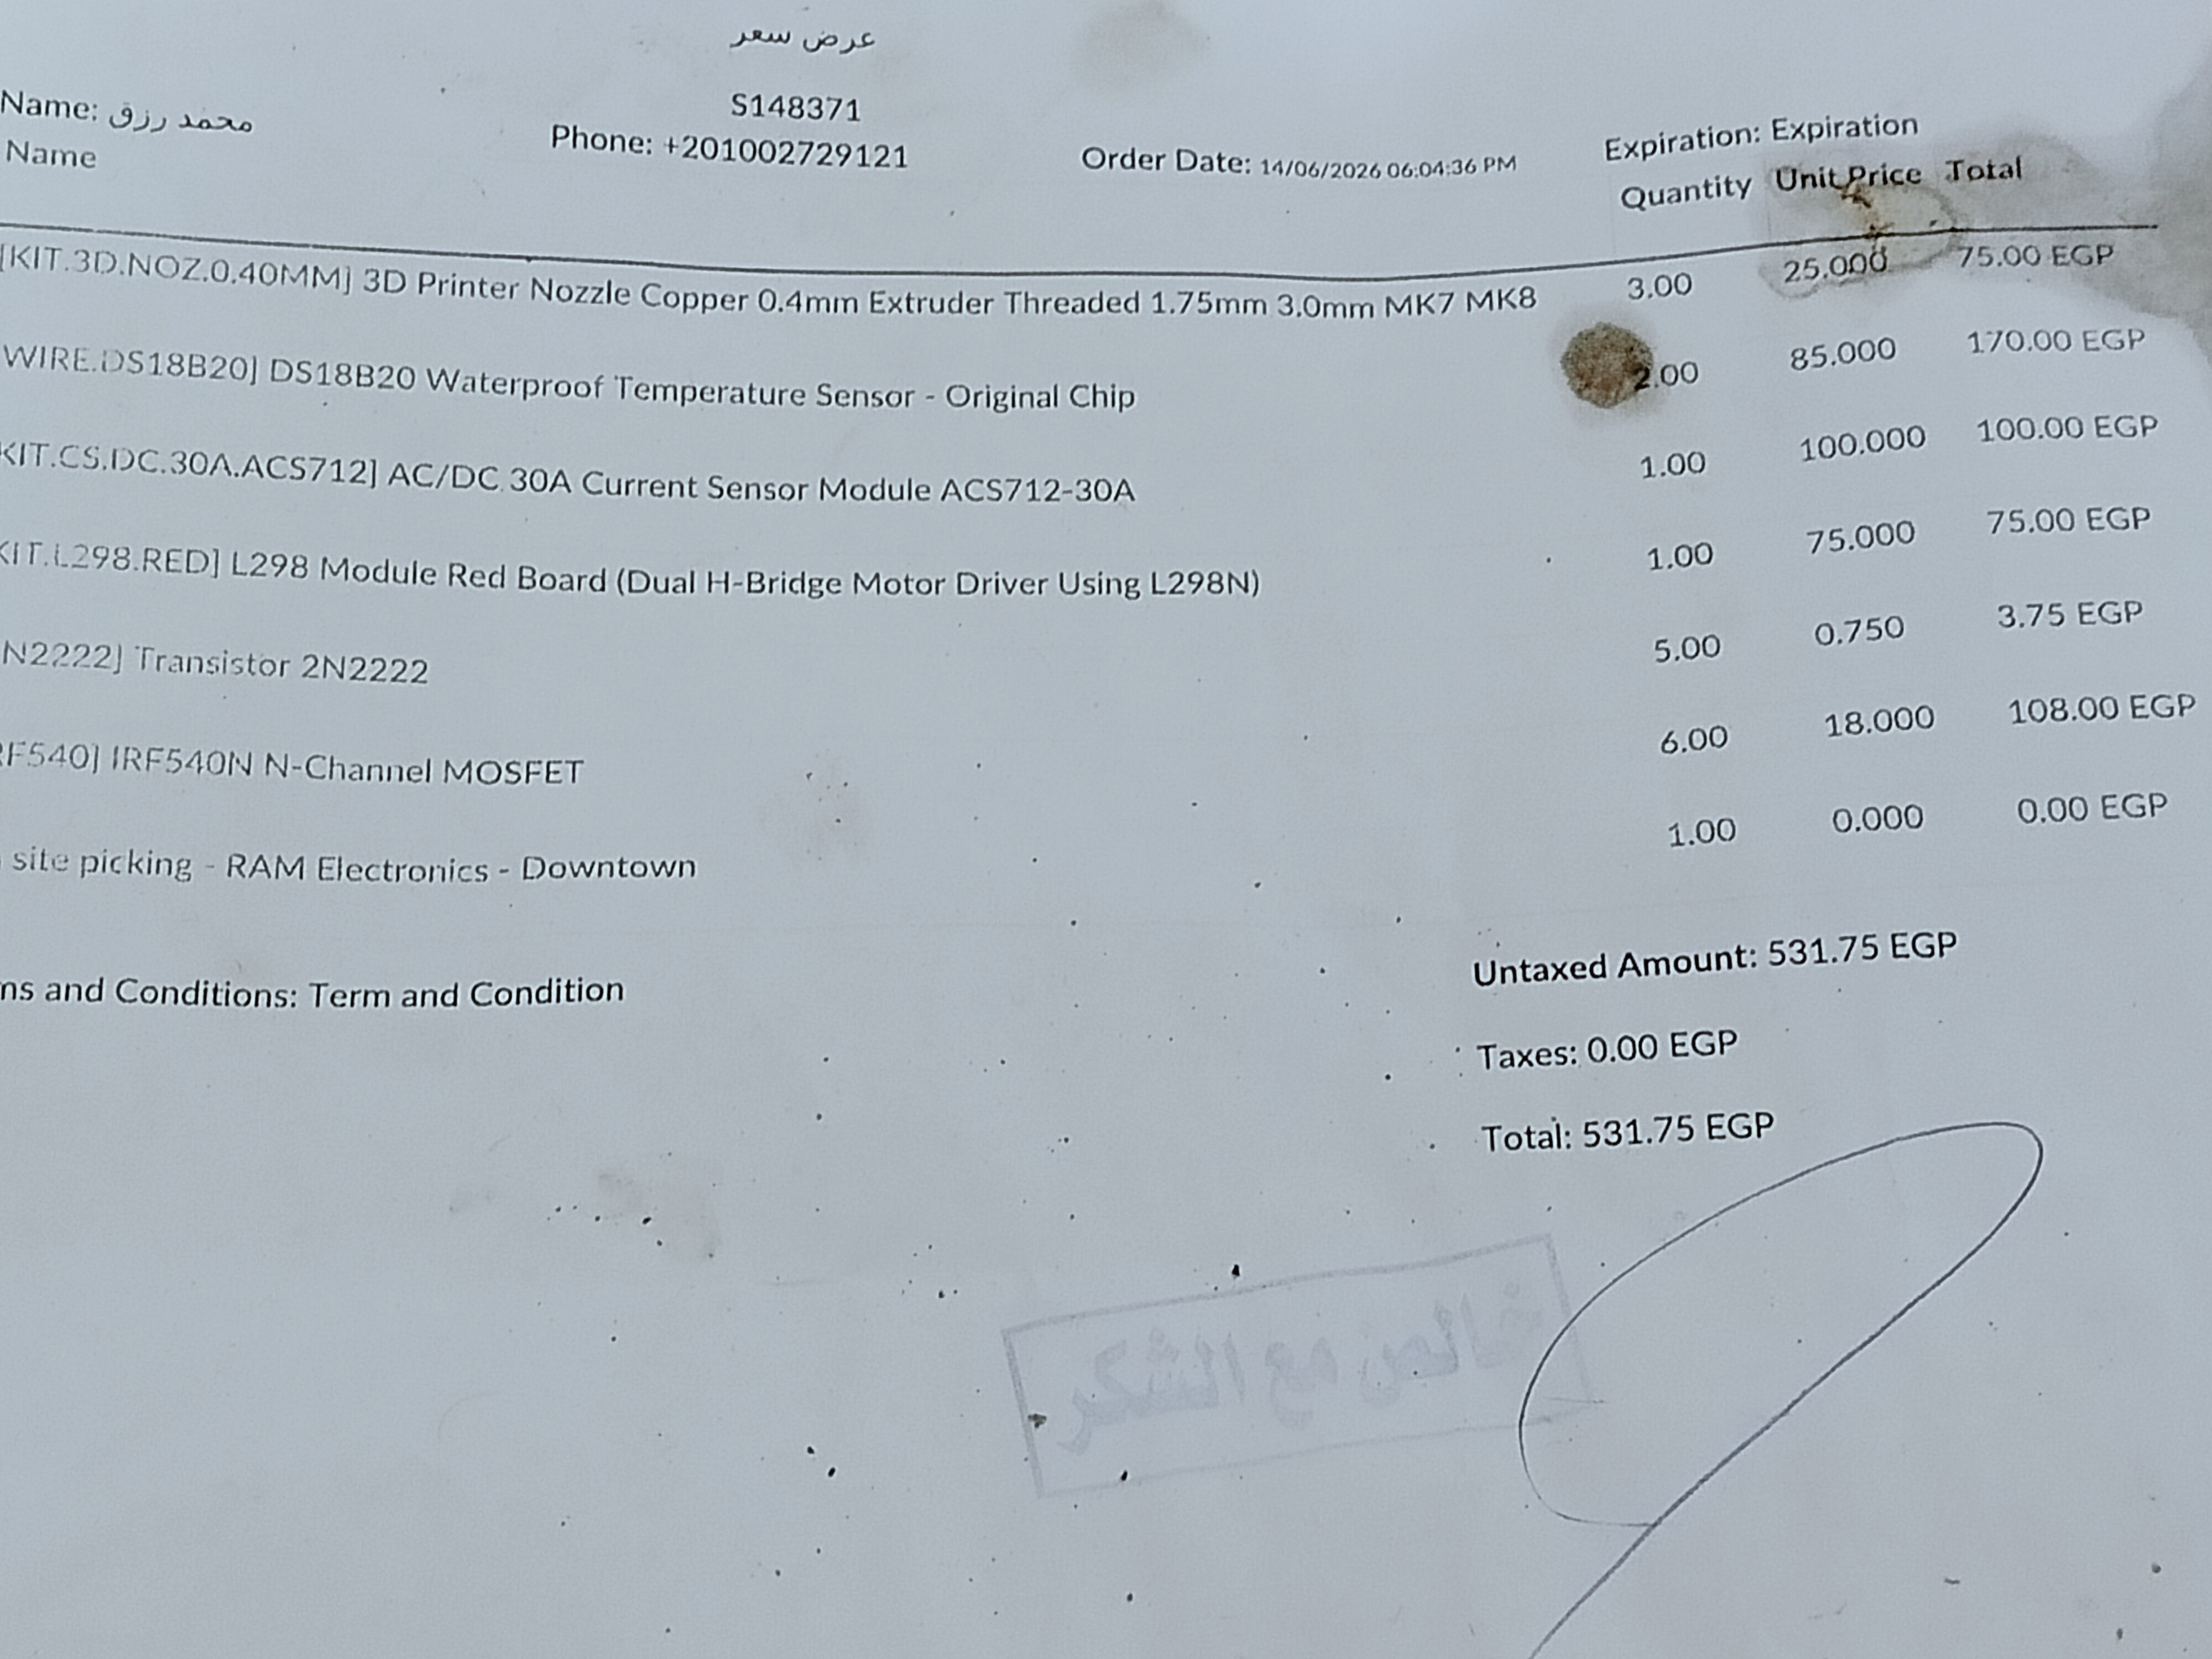 عرض سعر
S148371
Name: محمد رزق
Phone: +201002729121
Order Date: 14/06/2026 06:04:36 PM
Expiration: Expiration
Name Quantity Unit Price Total
[KIT.3D.NOZ.0.40MM] 3D Printer Nozzle Copper 0.4mm Extruder Threaded 1.75mm 3.0mm MK7 MK8 3.00 25.000 75.00 EGP
WIRE.DS18B20] DS18B20 Waterproof Temperature Sensor - Original Chip 2.00 85.000 170.00 EGP
KIT.CS.DC.30A.ACS712] AC/DC 30A Current Sensor Module ACS712-30A 1.00 100.000 100.00 EGP
KIT.L298.RED] L298 Module Red Board (Dual H-Bridge Motor Driver Using L298N) 1.00 75.000 75.00 EGP
N2222] Transistor 2N2222 5.00 0.750 3.75 EGP
RF540] IRF540N N-Channel MOSFET 6.00 18.000 108.00 EGP
site picking - RAM Electronics - Downtown 1.00 0.000 0.00 EGP
Untaxed Amount: 531.75 EGP
ms and Conditions: Term and Condition
Taxes: 0.00 EGP
Total: 531.75 EGP